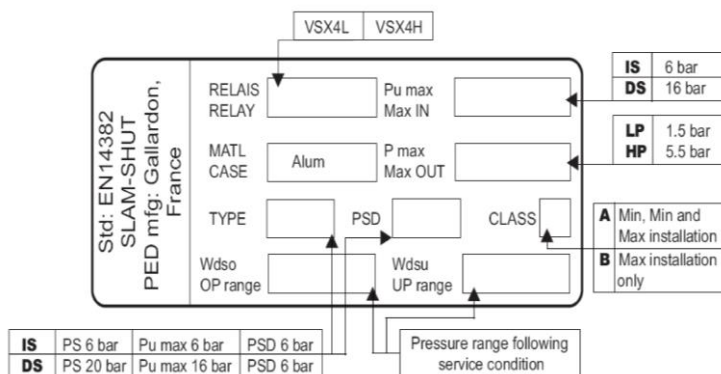 VSX4L VSX4H
Std: EN14382
SLAM-SHUT
PED mfg: Gallardon,
France
RELAIS
RELAY
Pu max
Max IN
IS 6 bar
DS 16 bar
MATL
CASE
Alum
P max
Max OUT
LP 1.5 bar
HP 5.5 bar
TYPE PSD CLASS
A Min, Min and
Max installation
B Max installation
only
Wdso
OP range
Wdsu
UP range
IS PS 6 bar Pu max 6 bar PSD 6 bar
DS PS 20 bar Pu max 16 bar PSD 6 bar
Pressure range following
service condition